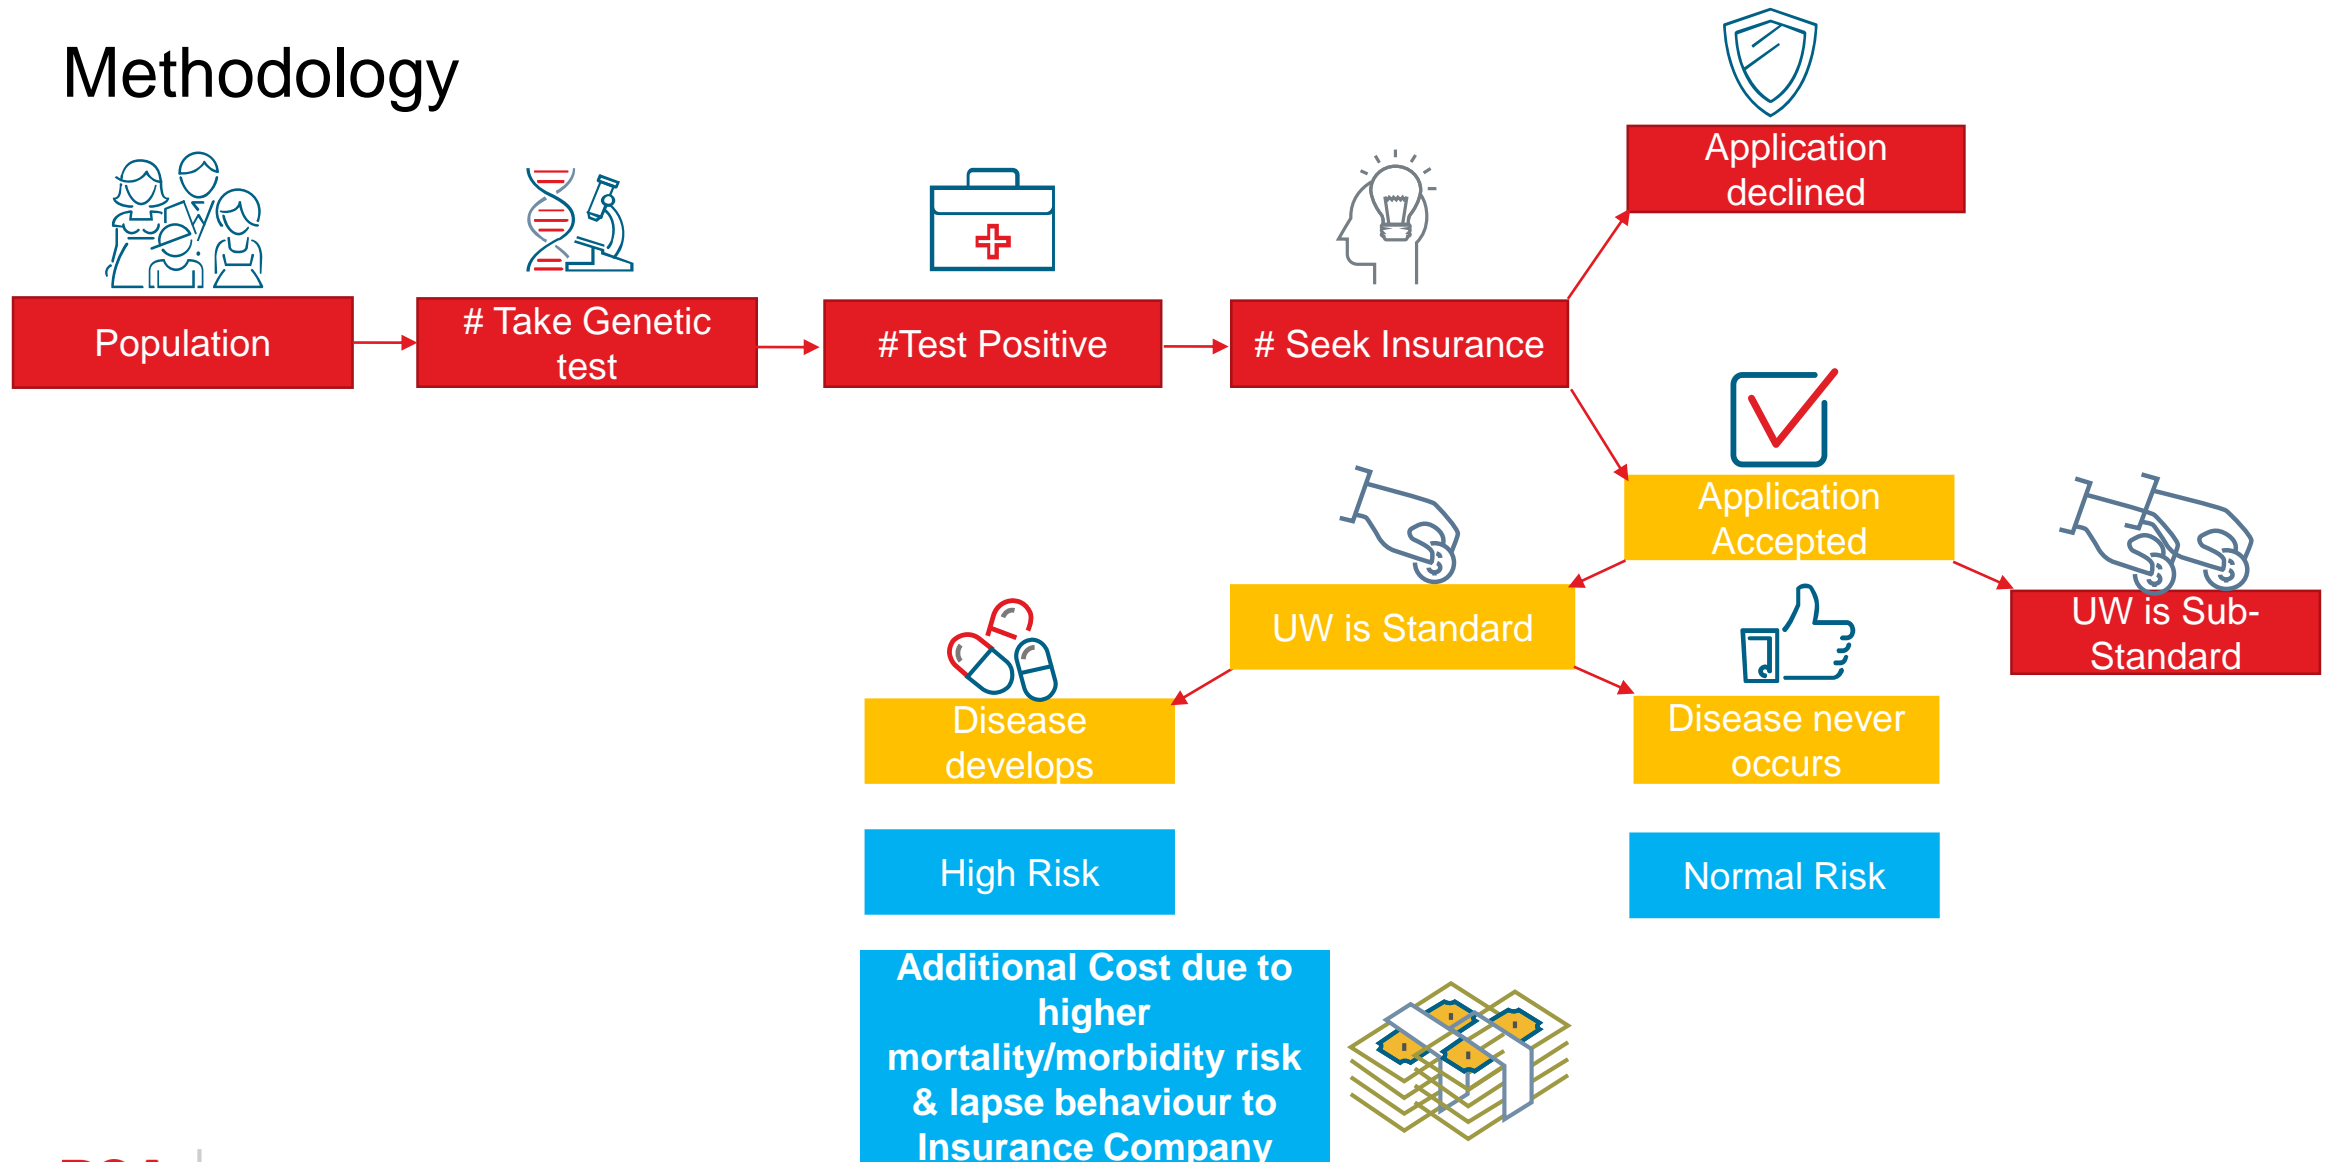 Methodology
Application
declined
Population
# Take Genetic
test
#Test Positive
# Seek Insurance
Application
Accepted
UW is Standard
UW is Sub-
Standard
Disease
develops
Disease never
occurs
High Risk
Normal Risk
Additional Cost due to
higher
mortality/morbidity risk
& lapse behaviour to
Insurance Company